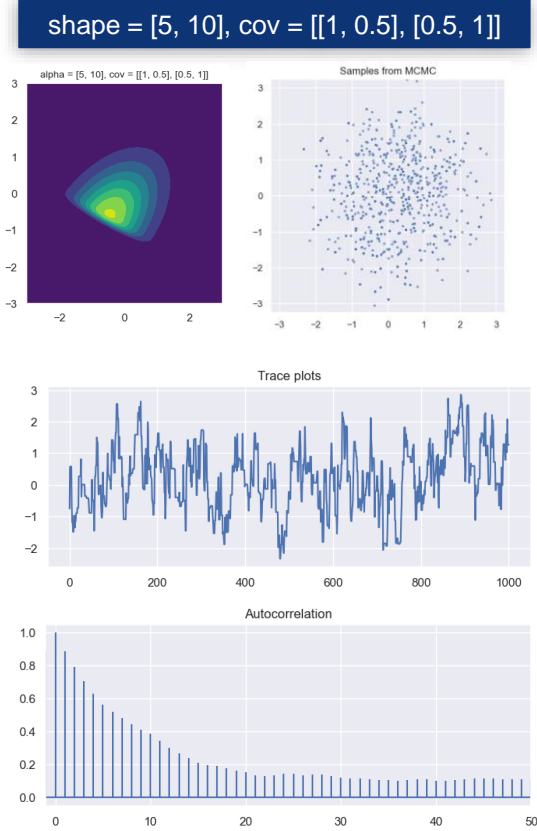 shape = [5, 10], cov = [[1, 0.5], [0.5, 1]]
alpha = [5, 10], cov = [[1, 0.5], [0.5, 1]]
3
2
1
0
−1
−2
−3
−2 0 2
Samples from MCMC
3
2
1
0
−1
−2
−3
−3 −2 −1 0 1 2 3
Trace plots
3
2
1
0
−1
−2
0 200 400 600 800 1000
Autocorrelation
1.0
0.8
0.6
0.4
0.2
0.0
0 10 20 30 40 50